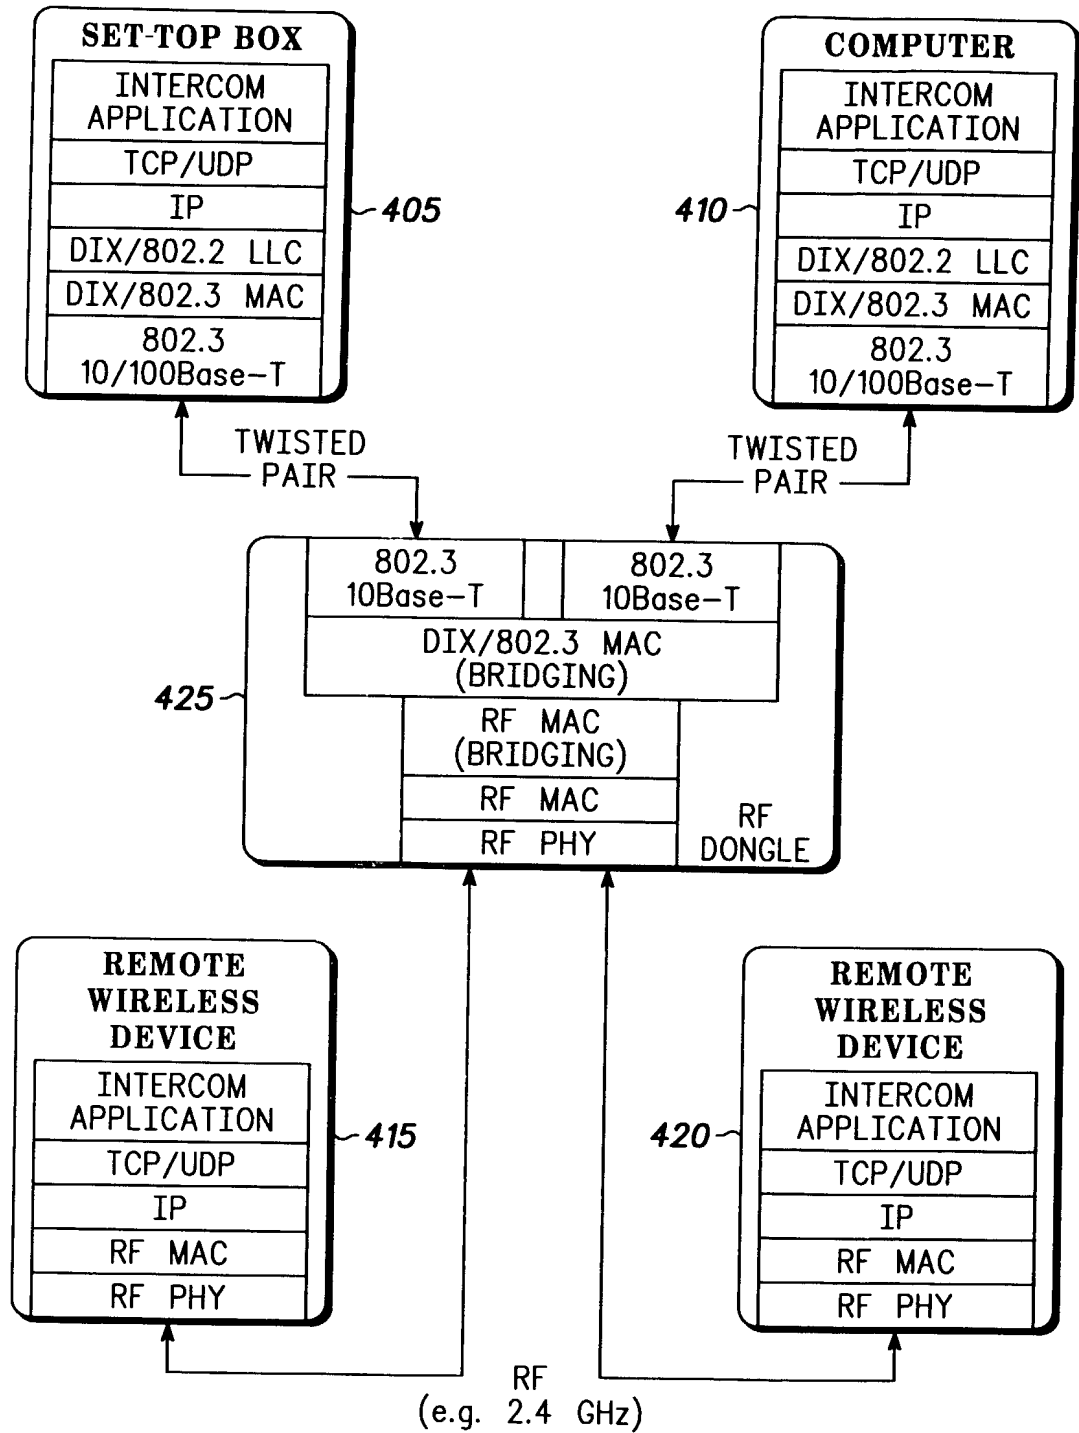 SET-TOP BOX
INTERCOM
APPLICATION
TCP/UDP
IP
DIX/802.2 LLC
DIX/802.3 MAC
802.3
10/100Base-T
405
COMPUTER
INTERCOM
APPLICATION
TCP/UDP
IP
DIX/802.2 LLC
DIX/802.3 MAC
802.3
10/100Base-T
410
TWISTED
PAIR
TWISTED
PAIR
802.3
10Base-T
802.3
10Base-T
DIX/802.3 MAC
(BRIDGING)
425
RF MAC
(BRIDGING)
RF MAC
RF PHY
RF
DONGLE
REMOTE
WIRELESS
DEVICE
INTERCOM
APPLICATION
TCP/UDP
IP
RF MAC
RF PHY
415
REMOTE
WIRELESS
DEVICE
INTERCOM
APPLICATION
TCP/UDP
IP
RF MAC
RF PHY
420
RF
(e.g. 2.4 GHz)